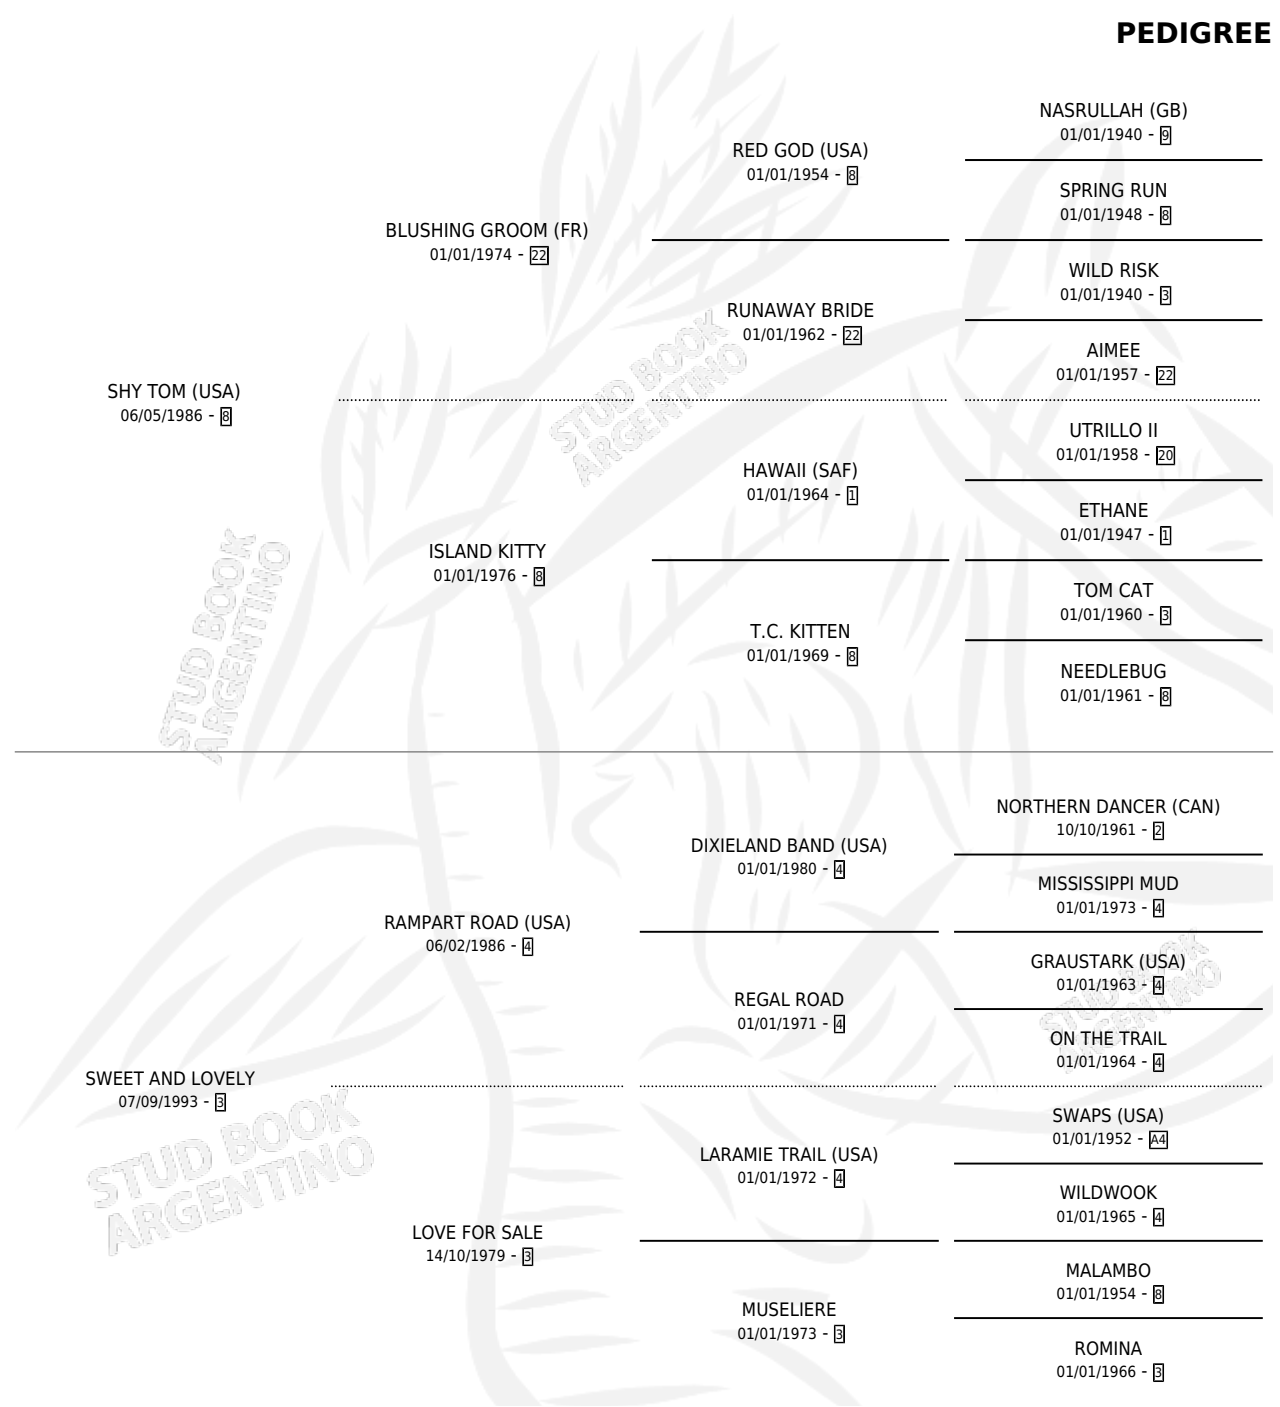 PEDIGREE
SHY TOM (USA)
06/05/1986 - 8
BLUSHING GROOM (FR)
01/01/1974 - 22
RED GOD (USA)
01/01/1954 - 8
NASRULLAH (GB)
01/01/1940 - 9
SPRING RUN
01/01/1948 - 8
RUNAWAY BRIDE
01/01/1962 - 22
WILD RISK
01/01/1940 - 3
AIMEE
01/01/1957 - 22
ISLAND KITTY
01/01/1976 - 8
HAWAII (SAF)
01/01/1964 - 1
UTRILLO II
01/01/1958 - 20
ETHANE
01/01/1947 - 1
T.C. KITTEN
01/01/1969 - 8
TOM CAT
01/01/1960 - 3
NEEDLEBUG
01/01/1961 - 8
SWEET AND LOVELY
07/09/1993 - 3
RAMPART ROAD (USA)
06/02/1986 - 4
DIXIELAND BAND (USA)
01/01/1980 - 4
NORTHERN DANCER (CAN)
10/10/1961 - 2
MISSISSIPPI MUD
01/01/1973 - 4
REGAL ROAD
01/01/1971 - 4
GRAUSTARK (USA)
01/01/1963 - 4
ON THE TRAIL
01/01/1964 - 4
LOVE FOR SALE
14/10/1979 - 3
LARAMIE TRAIL (USA)
01/01/1972 - 4
SWAPS (USA)
01/01/1952 - A4
WILDWOOK
01/01/1965 - 4
MUSELIERE
01/01/1973 - 3
MALAMBO
01/01/1954 - 8
ROMINA
01/01/1966 - 3
STUD BOOK
ARGENTINO
STUD BOOK
ARGENTINO
STUD BOOK
ARGENTINO
STUD BOOK
ARGENTINO